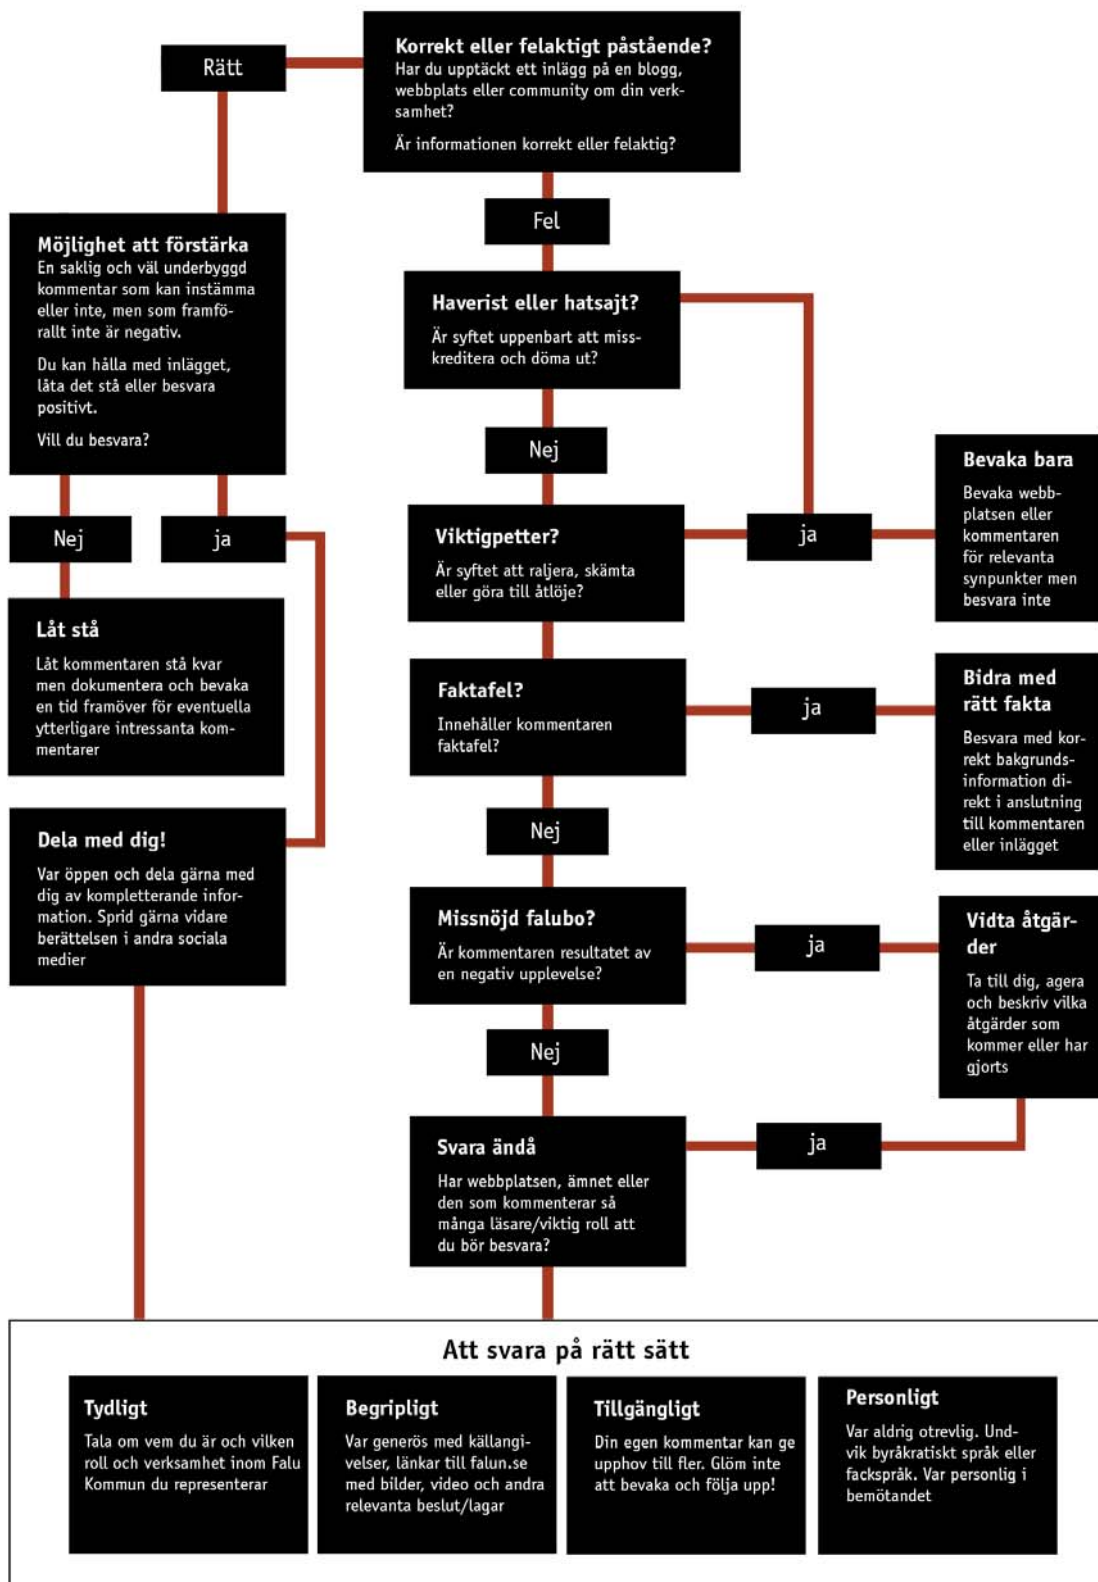 Korrekt eller felaktigt påstående?
Har du upptäckt ett inlägg på en blogg,
webbplats eller community om din verk-
samhet?
Är informationen korrekt eller felaktig?
Rätt
Fel
Möjlighet att förstärka
En saklig och väl underbyggd
kommentar som kan instämma
eller inte, men som framför-
rallt inte är negativ.
Du kan hålla med inlägget,
låta det stå eller besvara
positivt.
Vill du besvara?
Nej
ja
Låt stå
Låt kommentaren stå kvar
men dokumentera och bevaka
en tid framöver för eventuella
ytterligare intressanta kom-
mentarer
Dela med dig!
Var öppen och dela gärna med
dig av kompletterande infor-
mation. Sprid gärna vidare
berättelsen i andra sociala
medier
Haverist eller hatsajt?
Är syftet uppenbart att miss-
kreditera och döma ut?
Nej
Viktigpetter?
Är syftet att raljera, skämta
eller göra till åtlöje?
ja
Bevaka bara
Bevaka webb-
platsen eller
kommentaren
för relevanta
synpunkter men
besvara inte
Faktafel?
Innehåller kommentaren
faktafel?
ja
Bidra med
rätt fakta
Besvara med kor-
rekt bakgrunds-
information di-
rekt i anslutning
till kommentaren
eller inlägget
Nej
Missnöjd falubo?
Är kommentaren resultatet av
en negativ upplevelse?
ja
Vidta åtgär-
der
Ta till dig, agera
och beskriv vilka
åtgärder som
kommer eller har
gjorts
Nej
Svara ändå
Har webbplatsen, ämnet eller
den som kommenterar så
många läsare/viktig roll att
du bör besvara?
ja
Att svara på rätt sätt
Tydligt
Tala om vem du är och vilken
roll och verksamhet inom Falu
Kommun du representerar
Begripligt
Var generös med källangi-
velser, länkar till falun.se
med bilder, video och andra
relevanta beslut/lagar
Tillgängligt
Din egen kommentar kan ge
upphov till fler. Glöm inte
att bevaka och följa upp!
Personligt
Var aldrig otrevlig. Und-
vik byråkratiskt språk eller
fackspråk. Var personlig i
bemötandet